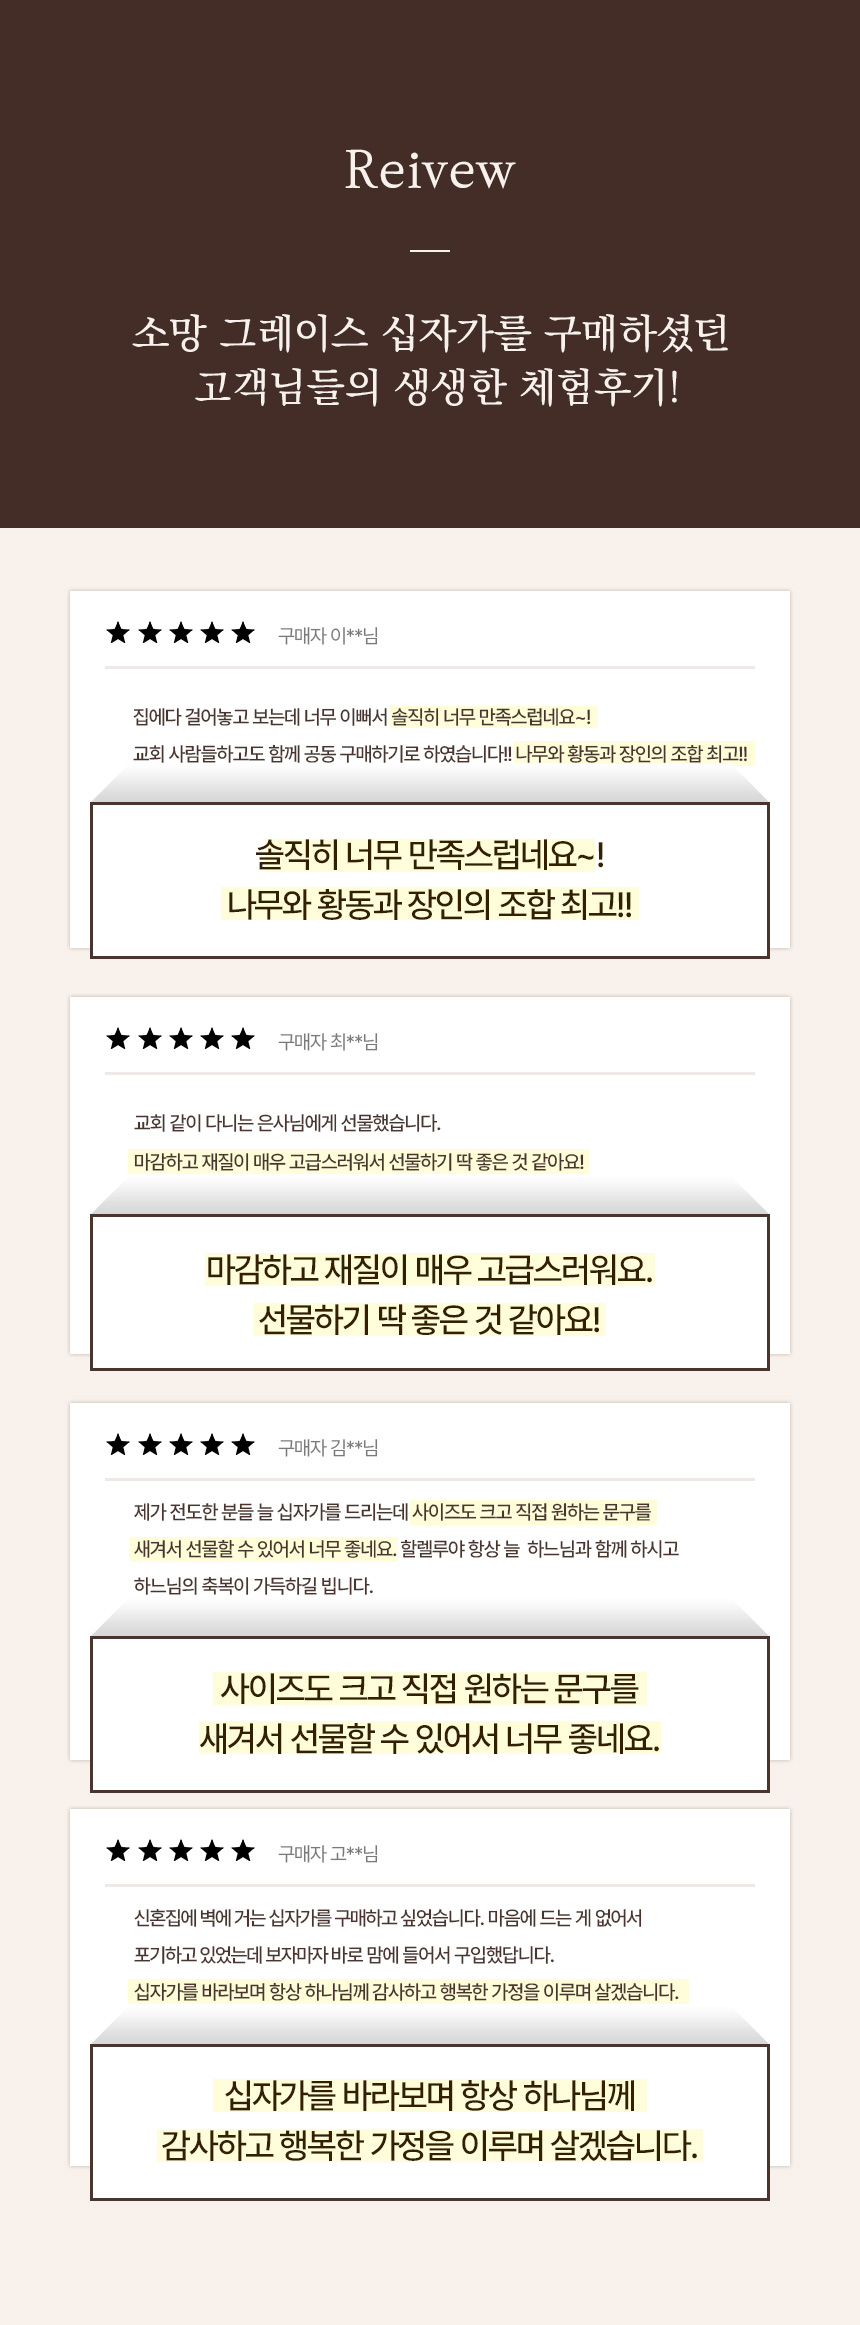 Reivew
소망 그레이스 십자가를 구매하셨던
고객님들의 생생한 체험후기!
★★★★★ 구매자 이**님
집에다 걸어놓고 보는데 너무 이뻐서 솔직히 너무 만족스럽네요~!
교회 사람들하고도 함께 공동 구매하기로 하였습니다!! 나무와 황동과 장인의 조합 최고!!
솔직히 너무 만족스럽네요~!
나무와 황동과 장인의 조합 최고!!
★★★★★ 구매자 최**님
교회 같이 다니는 은사님에게 선물했습니다.
마감하고 재질이 매우 고급스러워서 선물하기 딱 좋은 것 같아요!
마감하고 재질이 매우 고급스러워요.
선물하기 딱 좋은 것 같아요!
★★★★★ 구매자 김**님
제가 전도한 분들 늘 십자가를 드리는데 사이즈도 크고 직접 원하는 문구를
새겨서 선물할 수 있어서 너무 좋네요. 할렐루야 항상 늘 하느님과 함께 하시고
하느님의 축복이 가득하길 빕니다.
사이즈도 크고 직접 원하는 문구를
새겨서 선물할 수 있어서 너무 좋네요.
★★★★★ 구매자 고**님
신혼집에 벽에 거는 십자가를 구매하고 싶었습니다. 마음에 드는 게 없어서
포기하고 있었는데 보자마자 바로 맘에 들어서 구입했답니다.
십자가를 바라보며 항상 하나님께 감사하고 행복한 가정을 이루며 살겠습니다.
십자가를 바라보며 항상 하나님께
감사하고 행복한 가정을 이루며 살겠습니다.